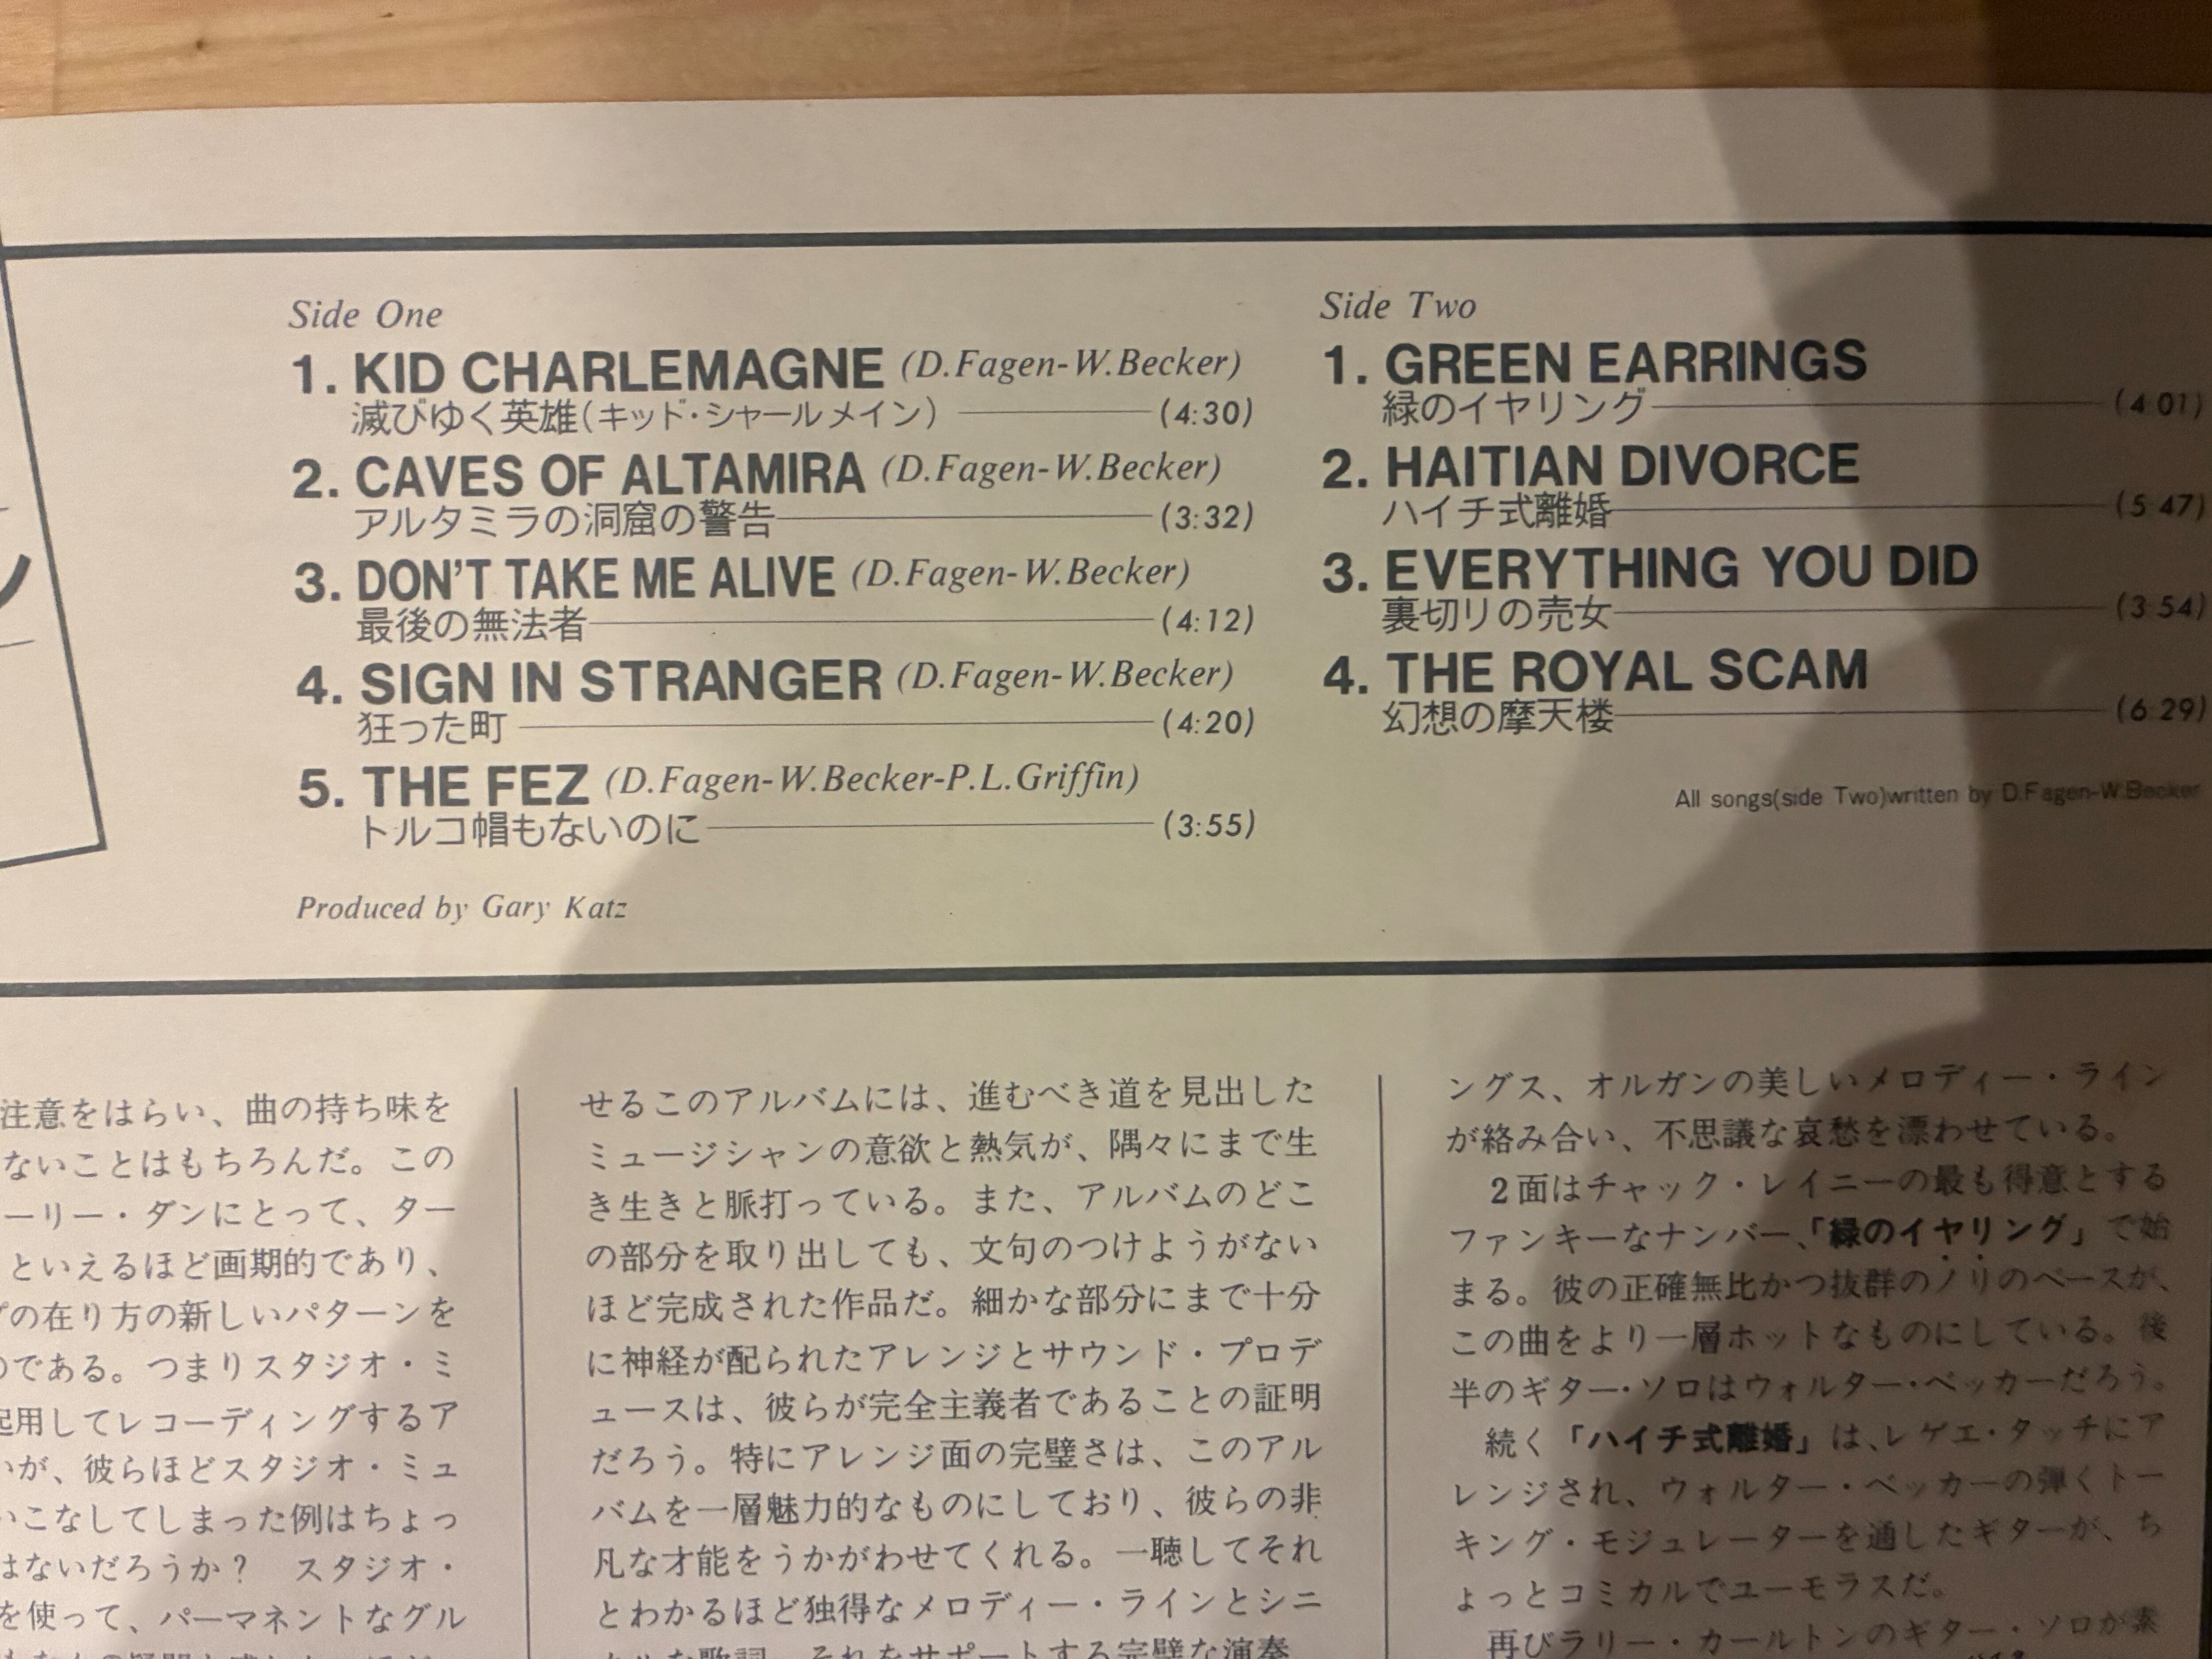 Side One
1. KID CHARLEMAGNE (D.Fagen-W.Becker)
滅びゆく英雄(キッド・シャールメイン) (4:30)
2. CAVES OF ALTAMIRA (D.Fagen-W.Becker)
アルタミラの洞窟の警告 (3:32)
3. DON'T TAKE ME ALIVE (D.Fagen-W.Becker)
最後の無法者 (4:12)
4. SIGN IN STRANGER (D.Fagen-W.Becker)
狂った町 (4:20)
5. THE FEZ (D.Fagen-W.Becker-P.L.Griffin)
トルコ帽もないのに (3:55)
Produced by Gary Katz
Side Two
1. GREEN EARRINGS
緑のイヤリング (4:01)
2. HAITIAN DIVORCE
ハイチ式離婚 (5:47)
3. EVERYTHING YOU DID
裏切りの売女 (3:54)
4. THE ROYAL SCAM
幻想の摩天楼 (6:29)
All songs(side Two)written by D.Fagen-W.Becker
注意をはらい、曲の持ち味を
ないことはもちろんだ。この
ーリー・ダンにとって、ター
といえるほど画期的であり、
の在り方の新しいパターンを
である。つまりスタジオ・ミ
起用してレコーディングするア
が、彼らほどスタジオ・ミュ
いこなしてしまった例はちょっ
はないだろうか？ スタジオ・
を使って、パーマネントなグル
せるこのアルバムには、進むべき道を見出した
ミュージシャンの意欲と熱気が、隅々にまで生
き生きと脈打っている。また、アルバムのどこ
の部分を取り出しても、文句のつけようがない
ほど完成された作品だ。細かな部分にまで十分
に神経が配られたアレンジとサウンド・プロデ
ュースは、彼らが完全主義者であることの証明
だろう。特にアレンジ面の完璧さは、このアル
バムを一層魅力的なものにしており、彼らの非
凡な才能をうかがわせてくれる。一聴してそれ
とわかるほど独得なメロディー・ラインとシニ
カルな歌詞、それをサポートする完璧な演奏、
ングス、オルガンの美しいメロディー・ライン
が絡み合い、不思議な哀愁を漂わせている。
2面はチャック・レイニーの最も得意とする
ファンキーなナンバー、「緑のイヤリング」で始
まる。彼の正確無比かつ抜群のノリのベースが、
この曲をより一層ホットなものにしている。後
半のギター・ソロはウォルター・ベッカーだろう。
続く「ハイチ式離婚」は、レゲエ・タッチにア
レンジされ、ウォルター・ベッカーの弾くトー
キング・モジュレーターを通したギターが、ち
ょっとコミカルでユーモラスだ。
再びラリー・カールトンのギター・ソロが素